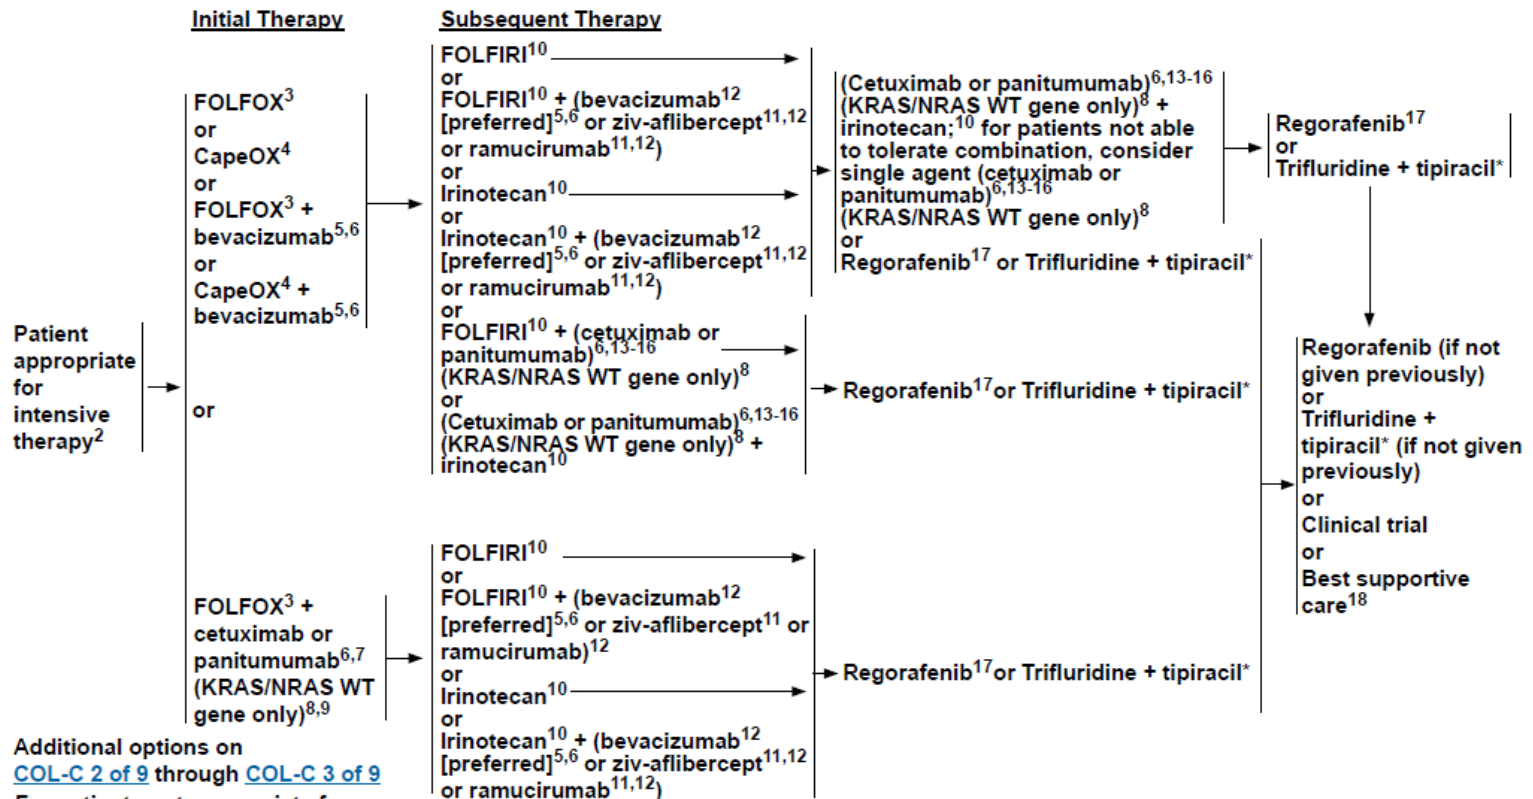 Initial Therapy
Subsequent Therapy
Patient
appropriate
for
intensive
therapy2
FOLFOX3
or
CapeOX4
or
FOLFOX3 +
bevacizumab5,6
or
CapeOX4 +
bevacizumab5,6
or
FOLFOX3 +
cetuximab or
panitumumab6,7
(KRAS/NRAS WT
gene only)8,9
FOLFIRI10
or
FOLFIRI10 + (bevacizumab12
[preferred]5,6 or ziv-aflibercept11,12
or ramucirumab11,12)
or
Irinotecan10
or
Irinotecan10 + (bevacizumab12
[preferred]5,6 or ziv-aflibercept11,12
or ramucirumab11,12)
or
FOLFIRI10 + (cetuximab or
panitumumab)6,13-16
(KRAS/NRAS WT gene only)8
or
(Cetuximab or panitumumab)6,13-16
(KRAS/NRAS WT gene only)8 +
irinotecan10
FOLFIRI10
or
FOLFIRI10 + (bevacizumab12
[preferred]5,6 or ziv-aflibercept11 or
ramucirumab)12
or
Irinotecan10
or
Irinotecan10 + (bevacizumab12
[preferred]5,6 or ziv-aflibercept11,12
or ramucirumab11,12)
(Cetuximab or panitumumab)6,13-16
(KRAS/NRAS WT gene only)8 +
irinotecan;10 for patients not able
to tolerate combination, consider
single agent (cetuximab or
panitumumab)6,13-16
(KRAS/NRAS WT gene only)8
or
Regorafenib17 or Trifluridine + tipiracil*
Regorafenib17or Trifluridine + tipiracil*
Regorafenib17or Trifluridine + tipiracil*
Regorafenib17
or
Trifluridine + tipiracil*
Regorafenib (if not
given previously)
or
Trifluridine +
tipiracil* (if not given
previously)
or
Clinical trial
or
Best supportive
care18
Additional options on
COL-C 2 of 9 through COL-C 3 of 9